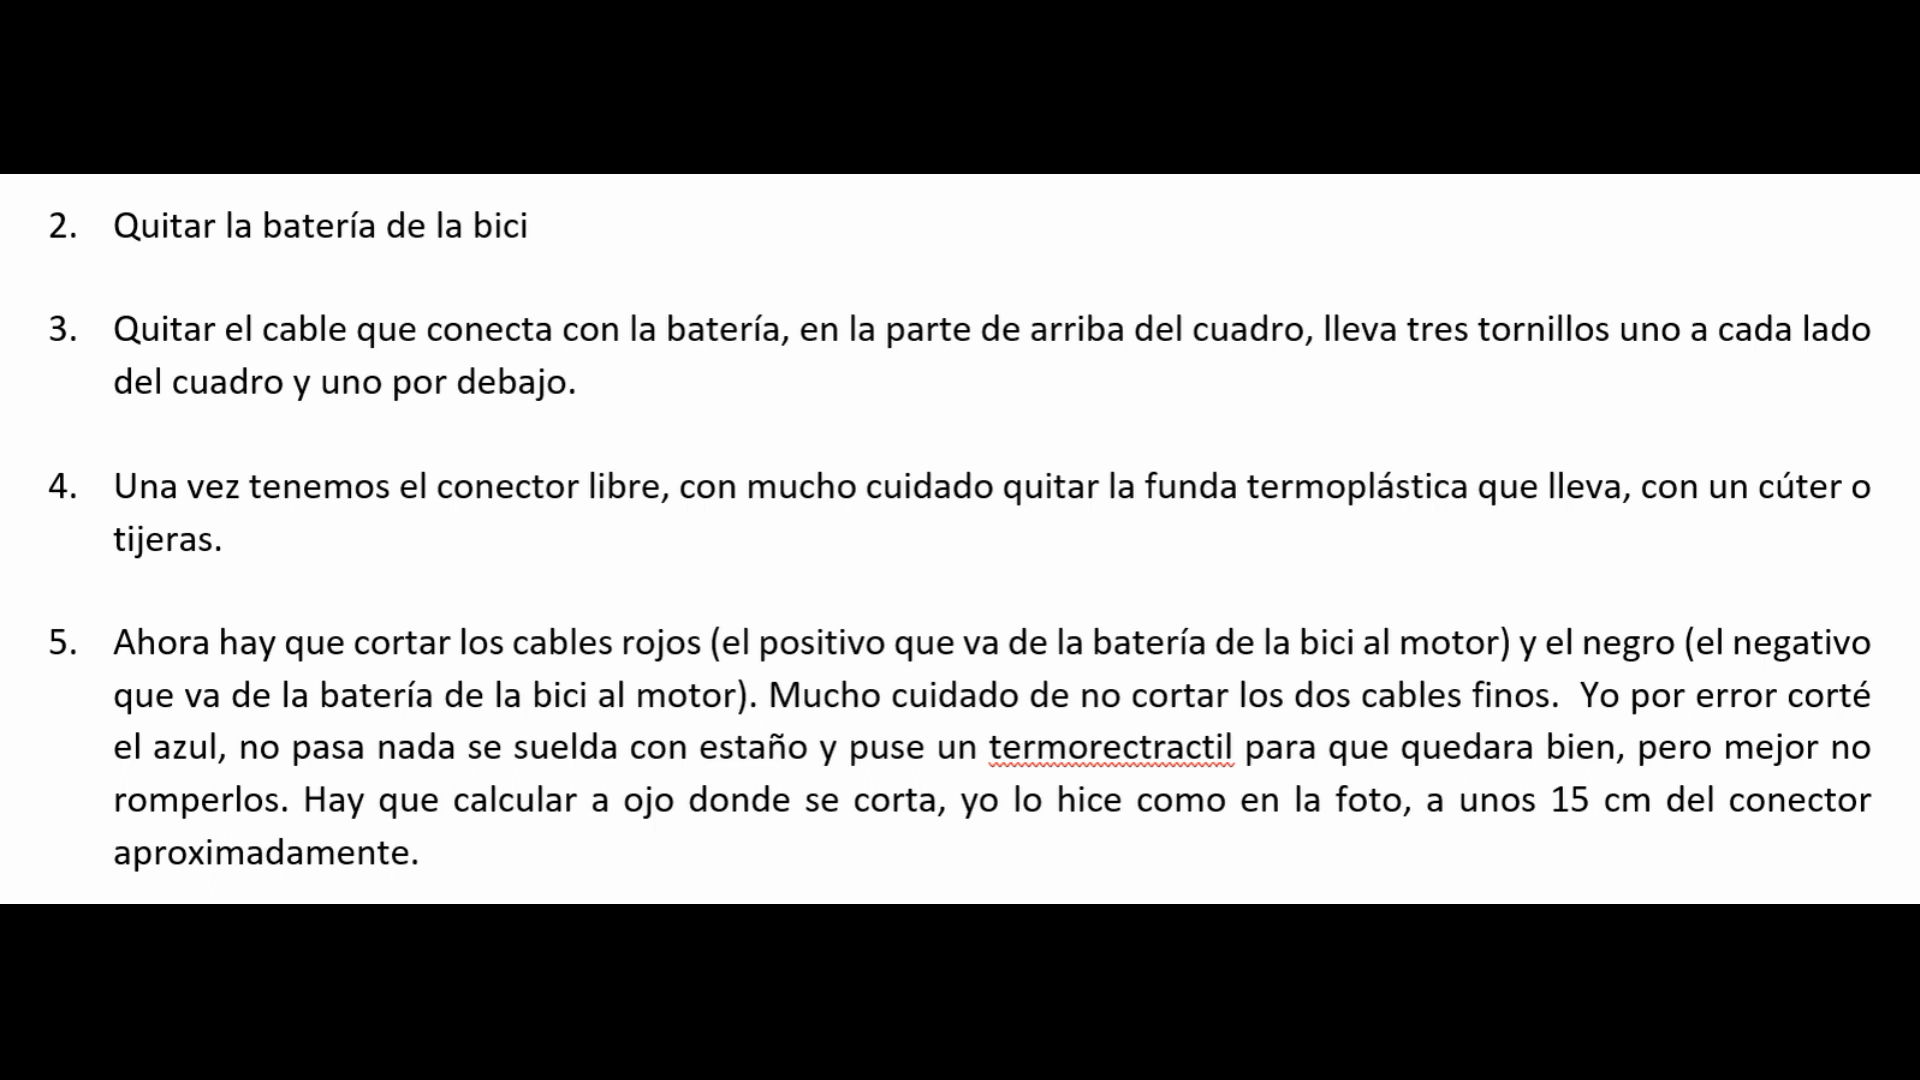 2. Quitar la batería de la bici
3. Quitar el cable que conecta con la batería, en la parte de arriba del cuadro, lleva tres tornillos uno a cada lado
del cuadro y uno por debajo.
4. Una vez tenemos el conector libre, con mucho cuidado quitar la funda termoplástica que lleva, con un cúter o
tijeras.
5. Ahora hay que cortar los cables rojos (el positivo que va de la batería de la bici al motor) y el negro (el negativo
que va de la batería de la bici al motor). Mucho cuidado de no cortar los dos cables finos. Yo por error corté
el azul, no pasa nada se suelda con estaño y puse un termorectractil para que quedara bien, pero mejor no
romperlos. Hay que calcular a ojo donde se corta, yo lo hice como en la foto, a unos 15 cm del conector
aproximadamente.